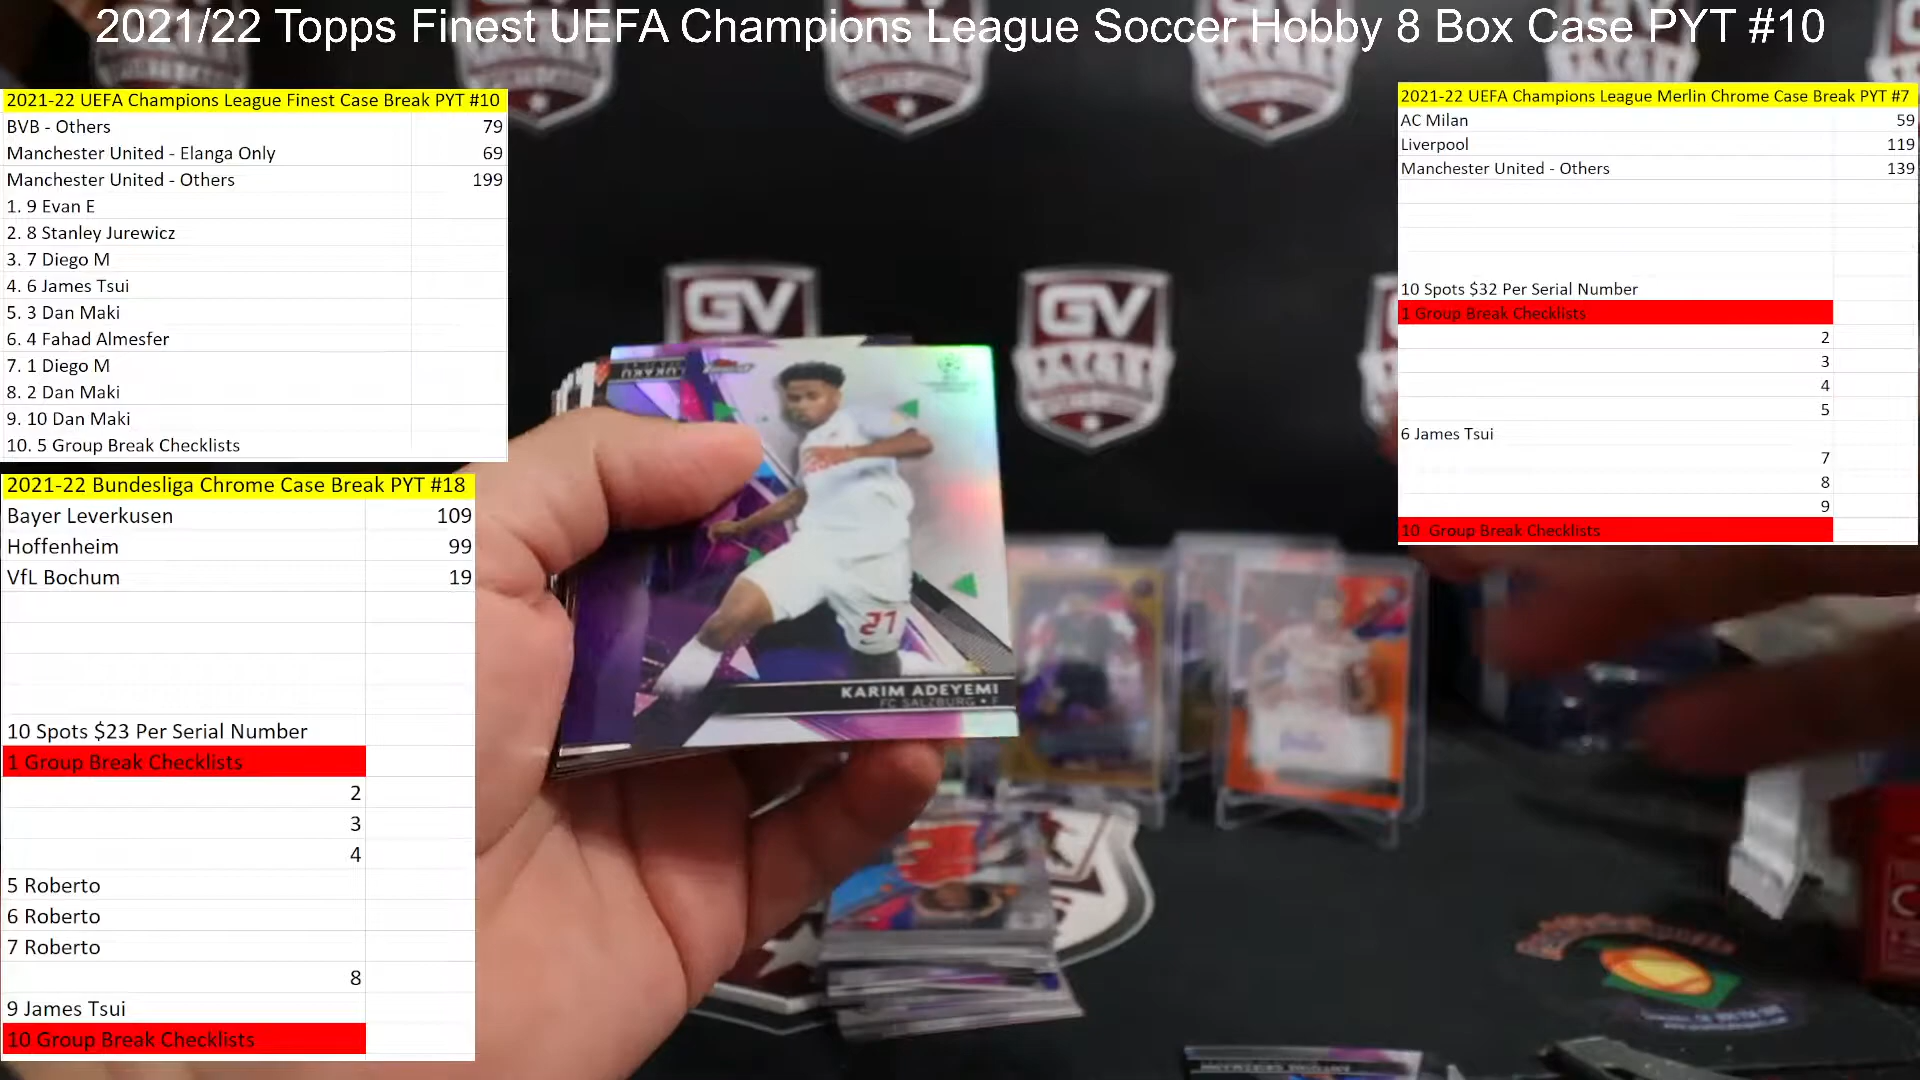 2021/22 Topps Finest UEFA Champions League Soccer Hobby 8 Box Case PYT #10
2021-22 UEFA Champions League Finest Case Break PYT #10
BVB - Others 79
Manchester United - Elanga Only 69
Manchester United - Others 199
1. 9 Evan E
2. 8 Stanley Jurewicz
3. 7 Diego M
4. 6 James Tsui
5. 3 Dan Maki
6. 4 Fahad Almesfer
7. 1 Diego M
8. 2 Dan Maki
9. 10 Dan Maki
10. 5 Group Break Checklists
2021-22 Bundesliga Chrome Case Break PYT #18
Bayer Leverkusen 109
Hoffenheim 99
VfL Bochum 19
10 Spots $23 Per Serial Number
1 Group Break Checklists
2
3
4
5 Roberto
6 Roberto
7 Roberto
8
9 James Tsui
10 Group Break Checklists
2021-22 UEFA Champions League Merlin Chrome Case Break PYT #7
AC Milan 59
Liverpool 119
Manchester United - Others 139
10 Spots $32 Per Serial Number
1 Group Break Checklists
2
3
4
5
6 James Tsui
7
8
9
10 Group Break Checklists
GV
GV
LUKAKU
27
KARIM ADEYEMI
FC SALZBURG • F